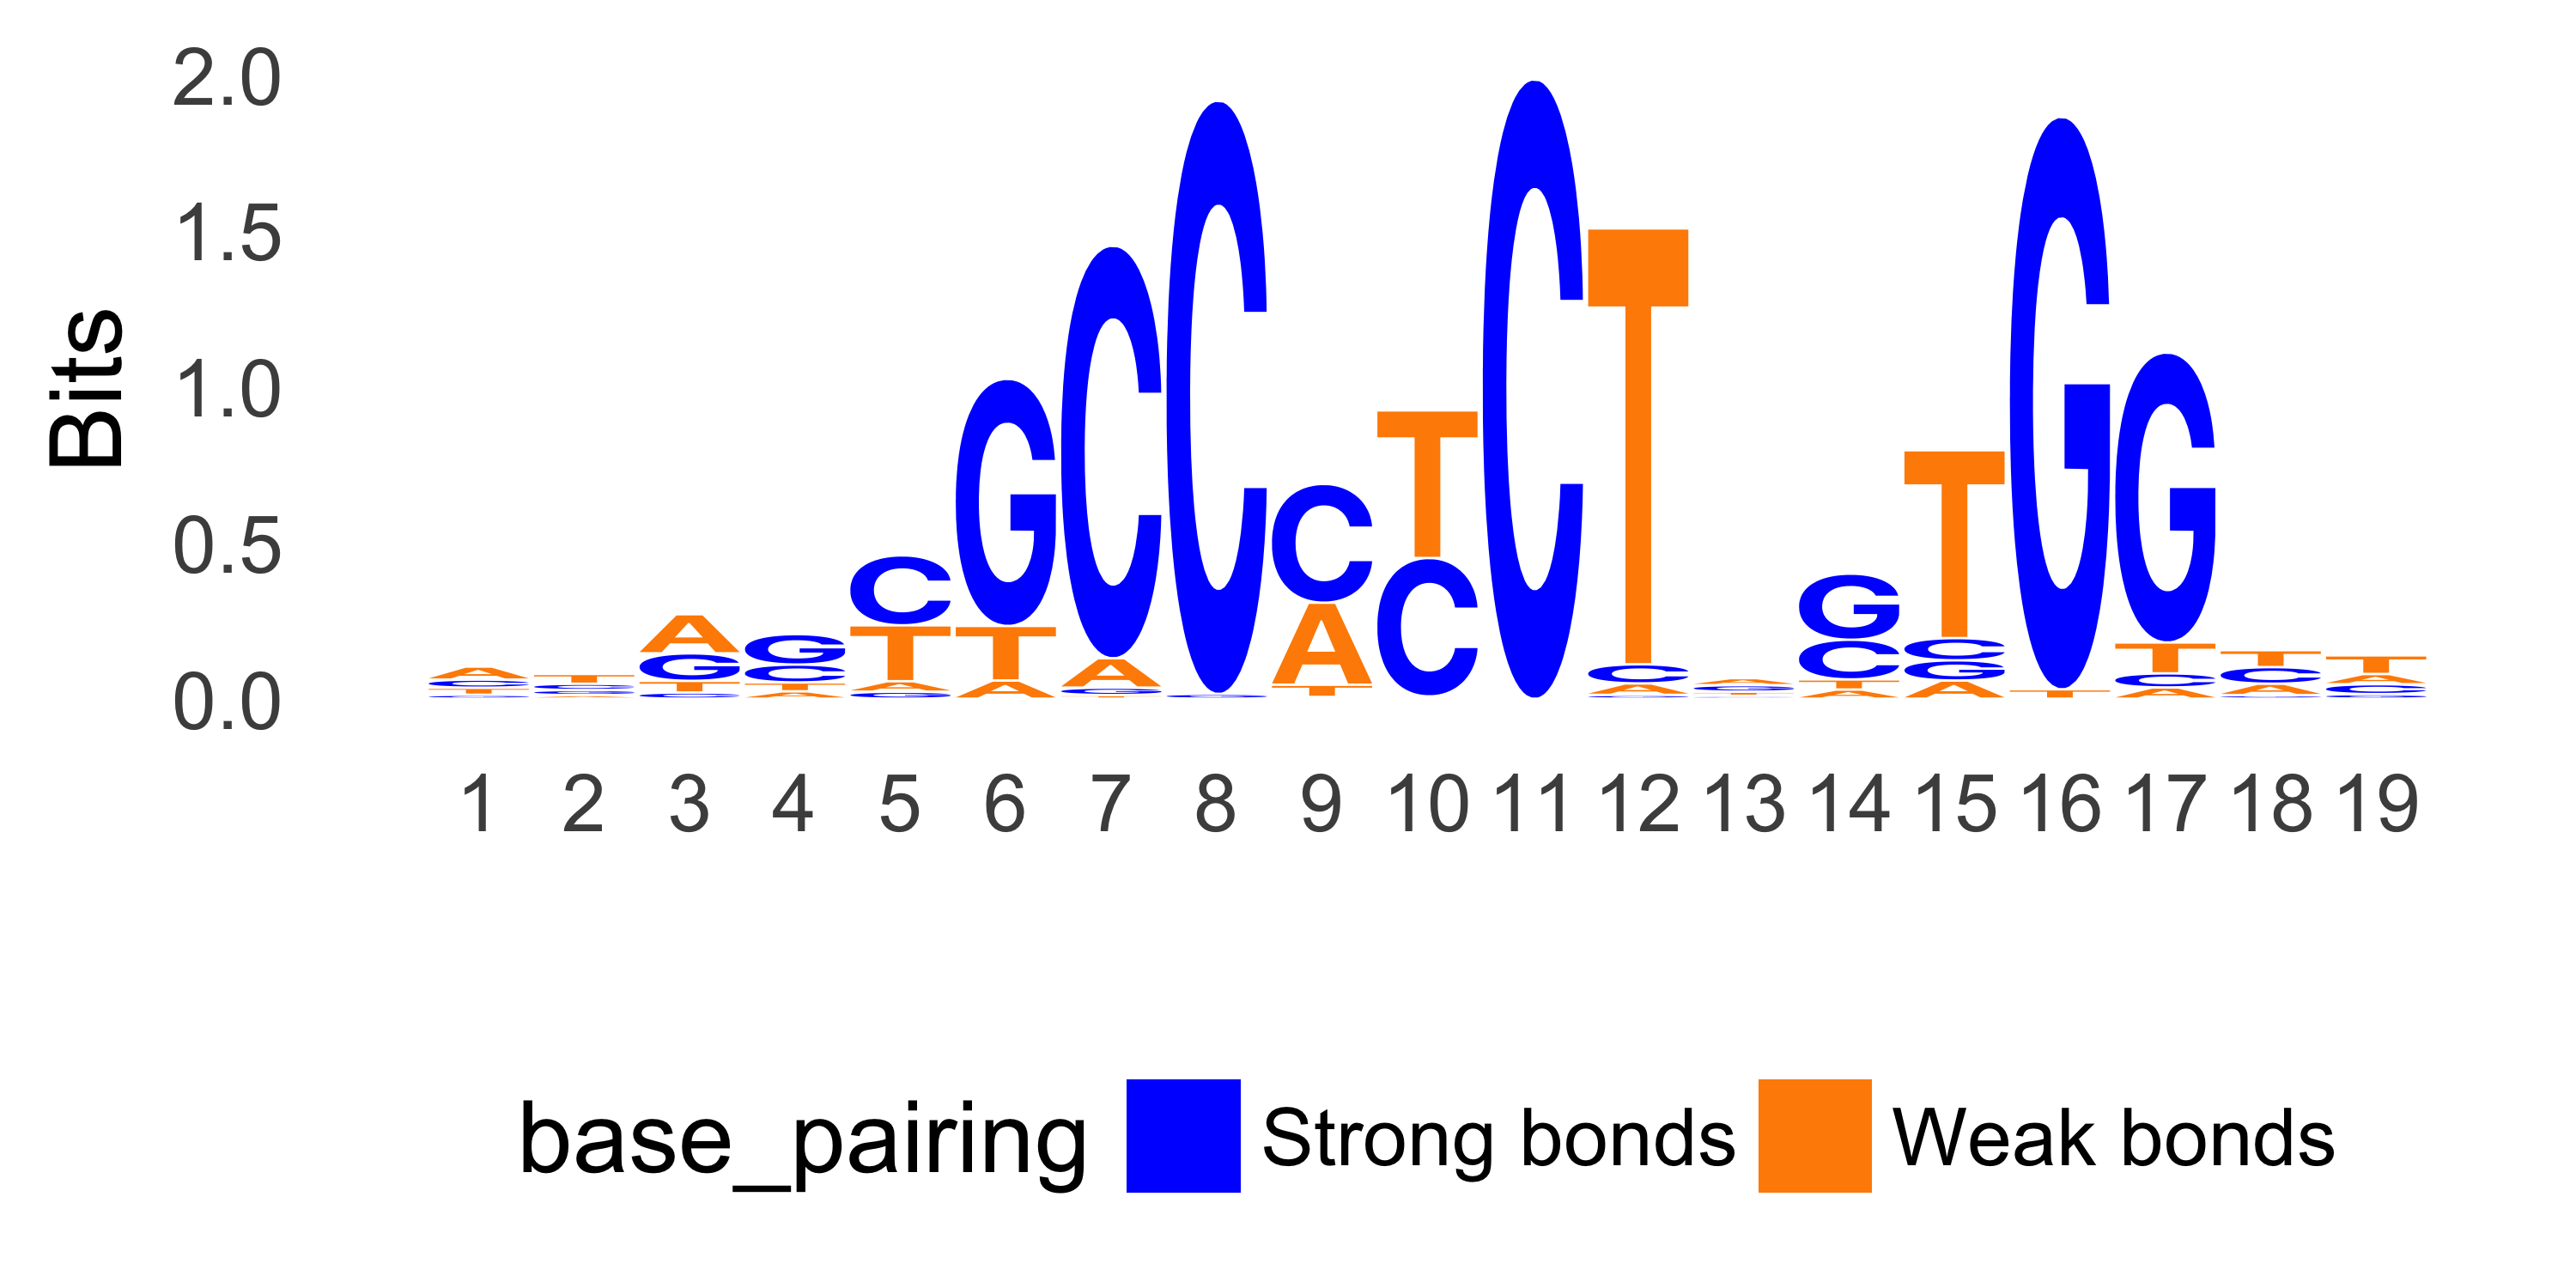 2.0
1.5
1.0
0.5
0.0
Bits
A T A G C G C C C T C T A G T G G T T
G C T T T A A C G C A C C C T C A
T T C A T A T T C T G A A C
1 2 3 4 5 6 7 8 9 10 11 12 13 14 15 16 17 18 19
base_pairing Strong bonds Weak bonds